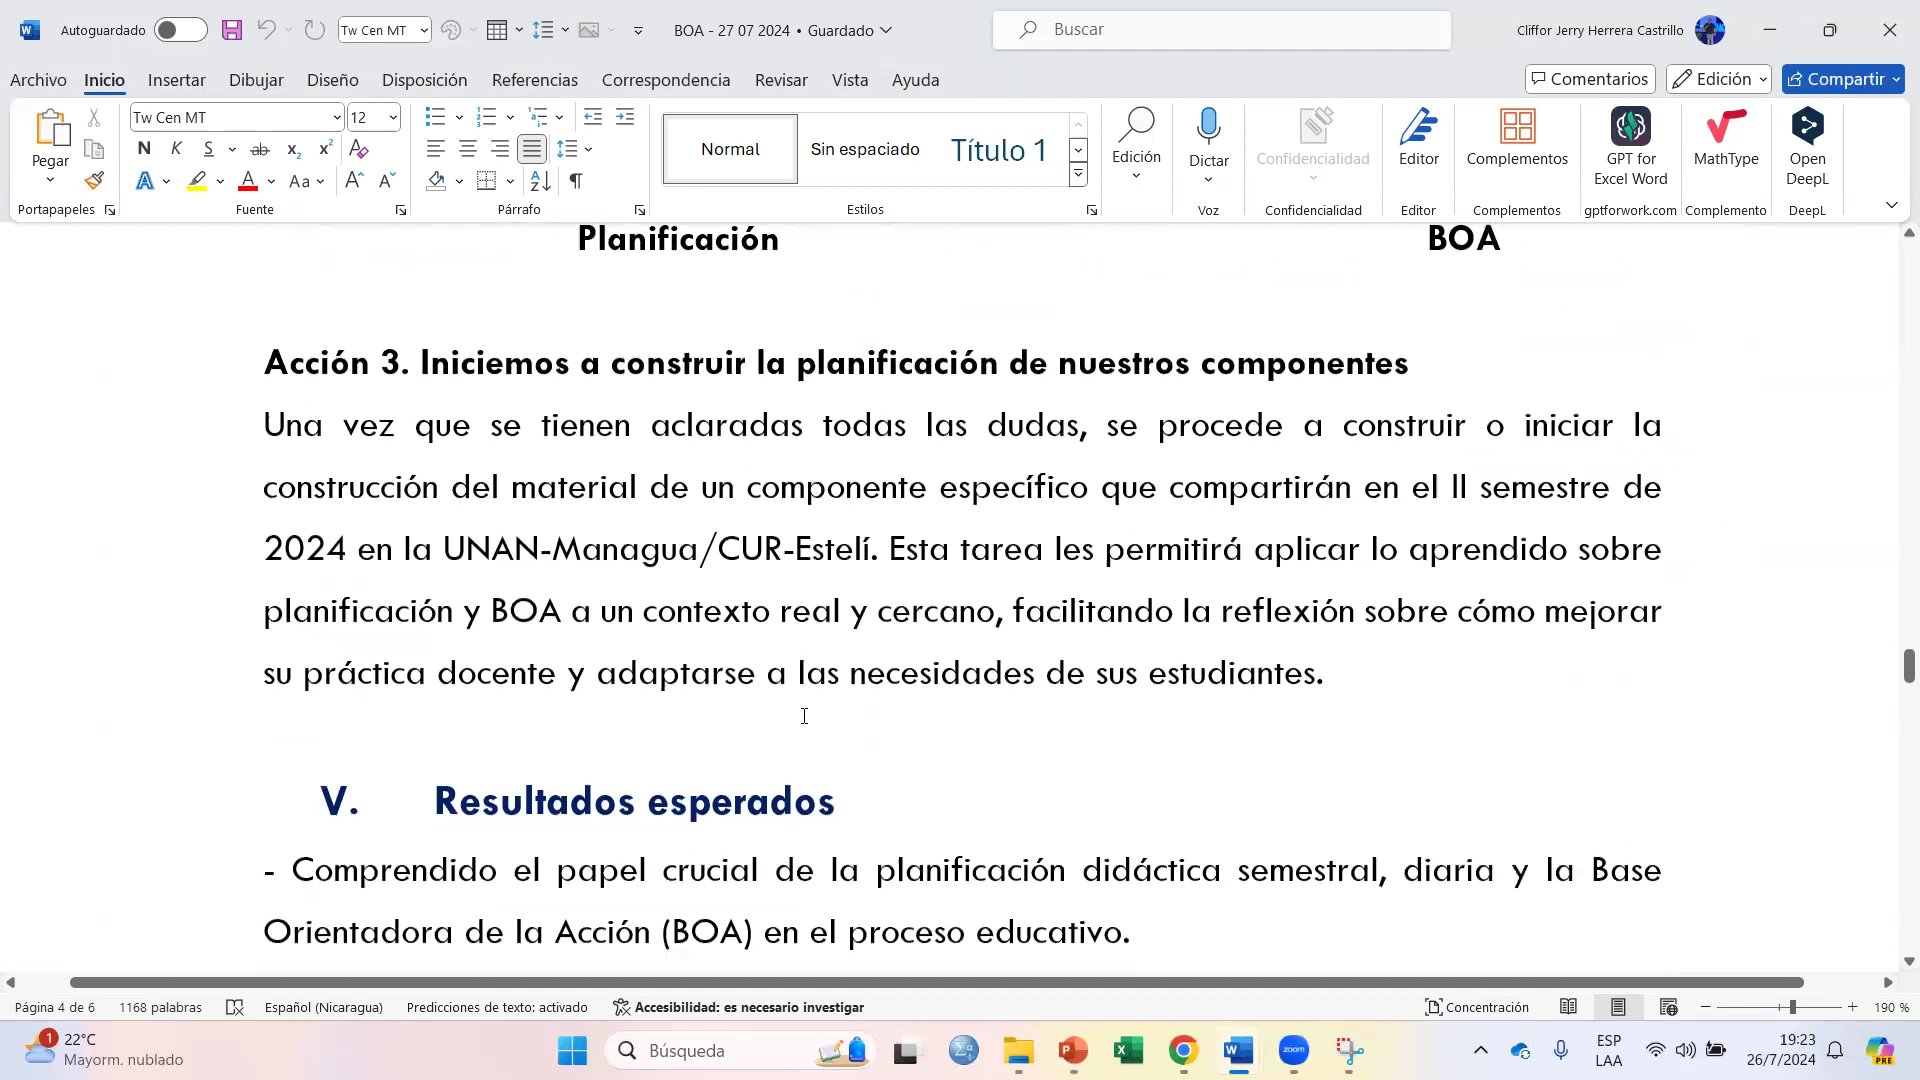 Autoguardado
Tw Cen MT
BOA - 27 07 2024 • Guardado
Buscar
Cliffor Jerry Herrera Castrillo
Archivo Inicio Insertar Dibujar Diseño Disposición Referencias Correspondencia Revisar Vista Ayuda
Comentarios Edición Compartir
Pegar
Portapapeles
Tw Cen MT 12
N K S ab x₂ x²
A A Aa A A
Fuente
Párrafo
Normal Sin espaciado Título 1
Estilos
Edición
Dictar
Voz
Confidencialidad
Confidencialidad
Editor
Editor
Complementos
Complementos
GPT for
Excel Word
gptforwork.com
MathType
Complemento
Open
DeepL
DeepL
Planificación BOA
Acción 3. Iniciemos a construir la planificación de nuestros componentes
Una vez que se tienen aclaradas todas las dudas, se procede a construir o iniciar la
construcción del material de un componente específico que compartirán en el II semestre de
2024 en la UNAN-Managua/CUR-Estelí. Esta tarea les permitirá aplicar lo aprendido sobre
planificación y BOA a un contexto real y cercano, facilitando la reflexión sobre cómo mejorar
su práctica docente y adaptarse a las necesidades de sus estudiantes.
V. Resultados esperados
- Comprendido el papel crucial de la planificación didáctica semestral, diaria y la Base
Orientadora de la Acción (BOA) en el proceso educativo.
Página 4 de 6 1168 palabras Español (Nicaragua) Predicciones de texto: activado Accesibilidad: es necesario investigar
Concentración 190 %
1
22°C
Mayorm. nublado
Búsqueda
zoom
ESP
LAA
19:23
26/7/2024
PRE